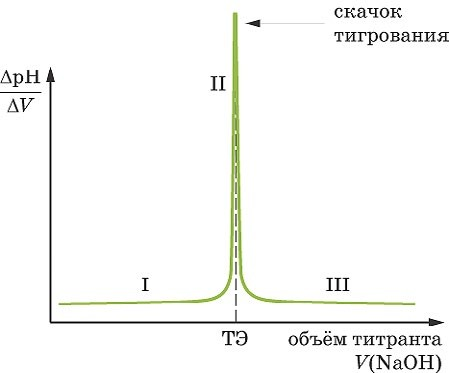 скачок
тигрования
ΔpH
ΔV
II
I
III
ТЭ
объём титранта
V(NaOH)